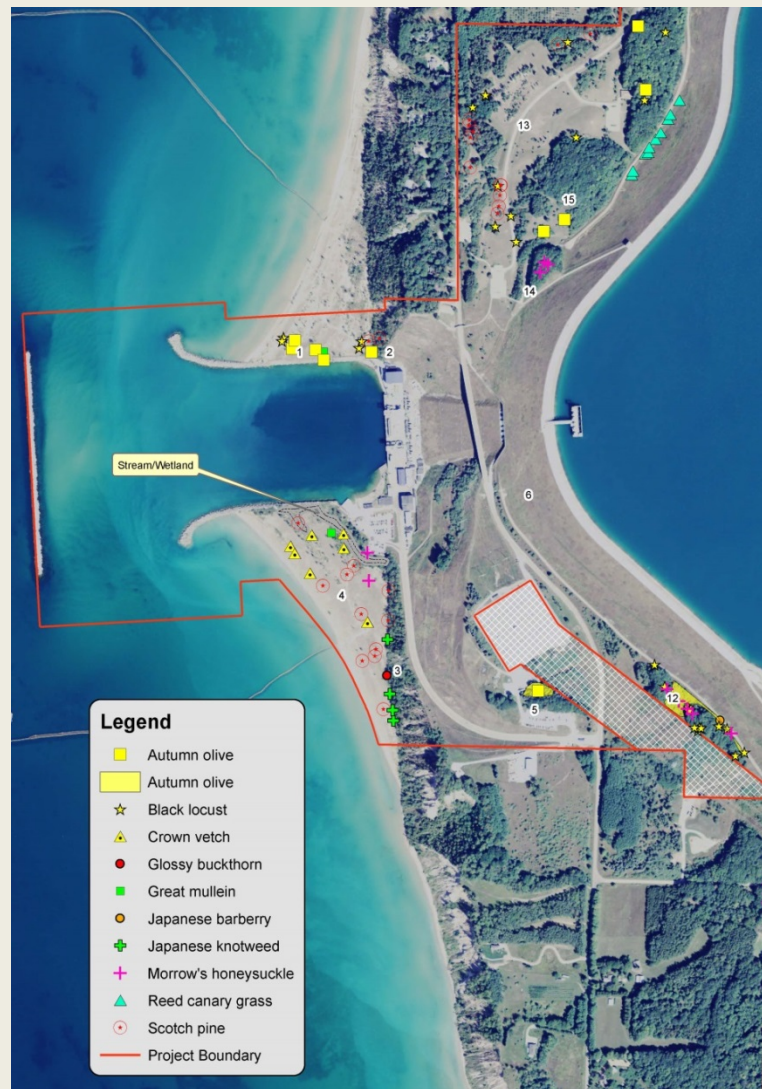 13
15
14
1
2
Stream/Wetland
6
4
3
5
12
Legend
Autumn olive
Autumn olive
Black locust
Crown vetch
Glossy buckthorn
Great mullein
Japanese barberry
Japanese knotweed
Morrow's honeysuckle
Reed canary grass
Scotch pine
Project Boundary